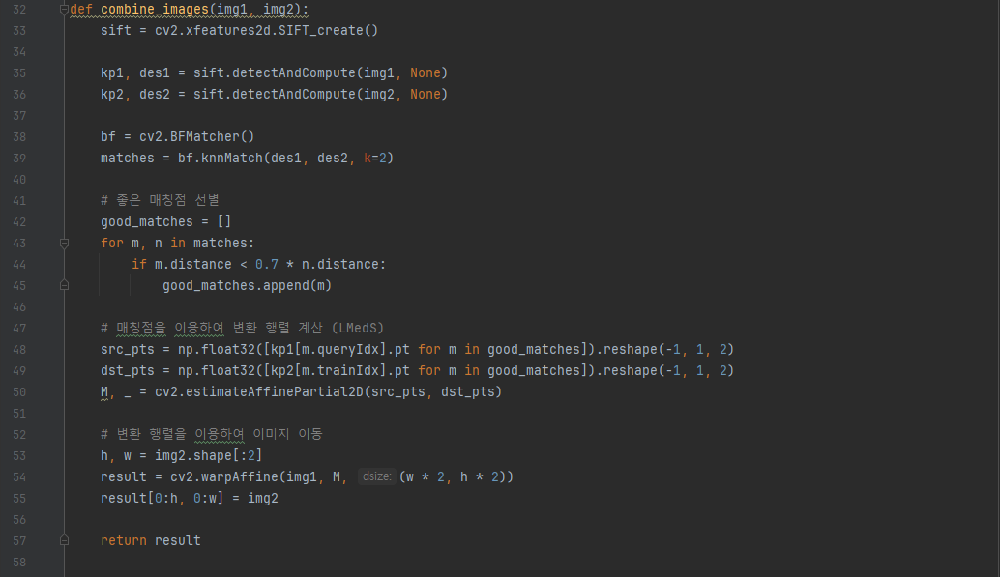 32 def combine_images(img1, img2):
33 sift = cv2.xfeatures2d.SIFT_create()
34
35 kp1, des1 = sift.detectAndCompute(img1, None)
36 kp2, des2 = sift.detectAndCompute(img2, None)
37
38 bf = cv2.BFMatcher()
39 matches = bf.knnMatch(des1, des2, k=2)
40
41 # 좋은 매칭점 선별
42 good_matches = []
43 for m, n in matches:
44 if m.distance < 0.7 * n.distance:
45 good_matches.append(m)
46
47 # 매칭점을 이용하여 변환 행렬 계산 (LMedS)
48 src_pts = np.float32([kp1[m.queryIdx].pt for m in good_matches]).reshape(-1, 1, 2)
49 dst_pts = np.float32([kp2[m.trainIdx].pt for m in good_matches]).reshape(-1, 1, 2)
50 M, _ = cv2.estimateAffinePartial2D(src_pts, dst_pts)
51
52 # 변환 행렬을 이용하여 이미지 이동
53 h, w = img2.shape[:2]
54 result = cv2.warpAffine(img1, M, dsize: (w * 2, h * 2))
55 result[0:h, 0:w] = img2
56
57 return result
58